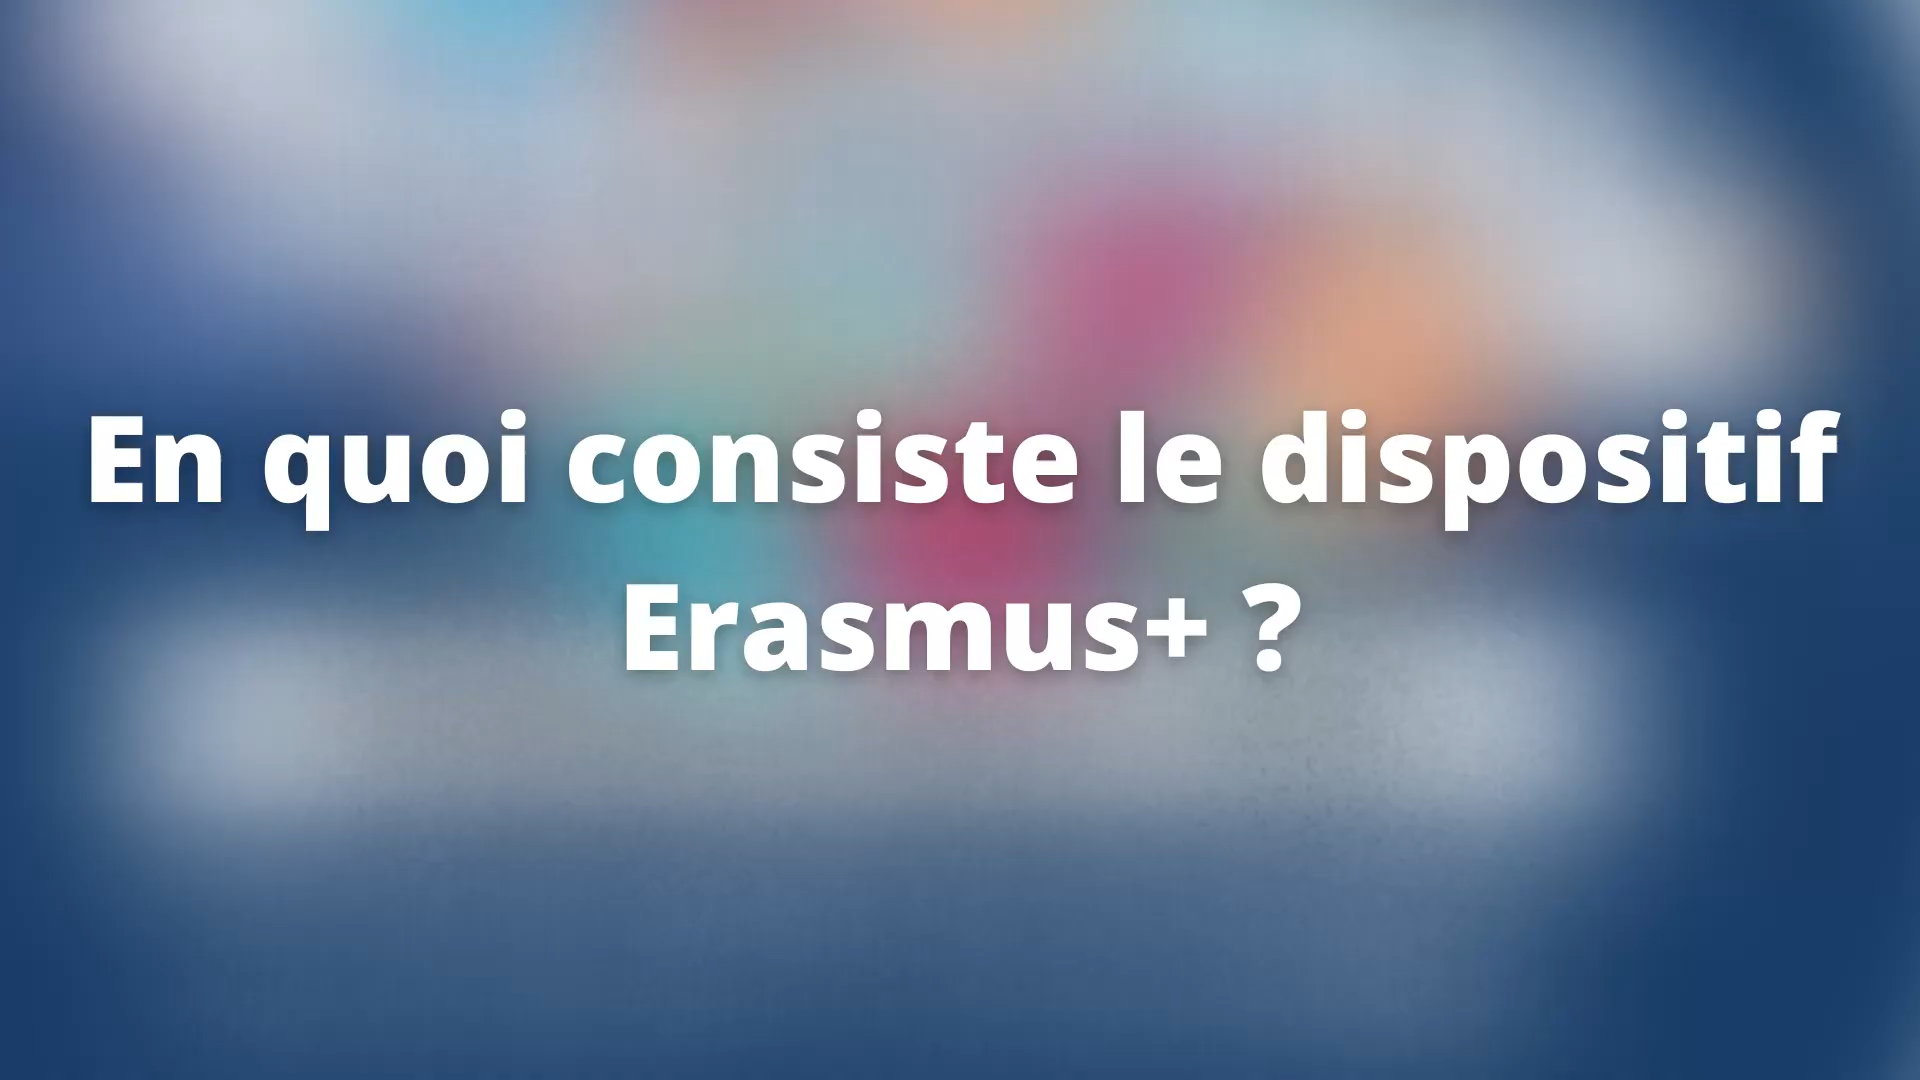 En quoi consiste le dispositif
Erasmus+ ?